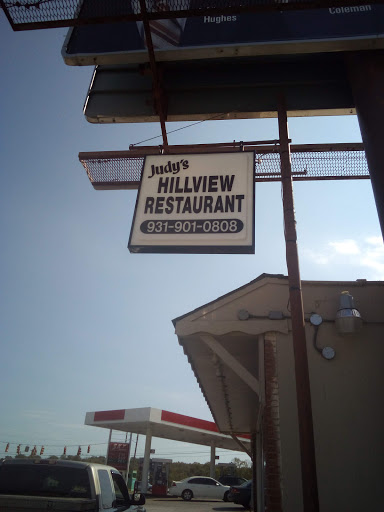 Hughes
Coleman
Judy's
HILLVIEW
RESTAURANT
931-901-0808